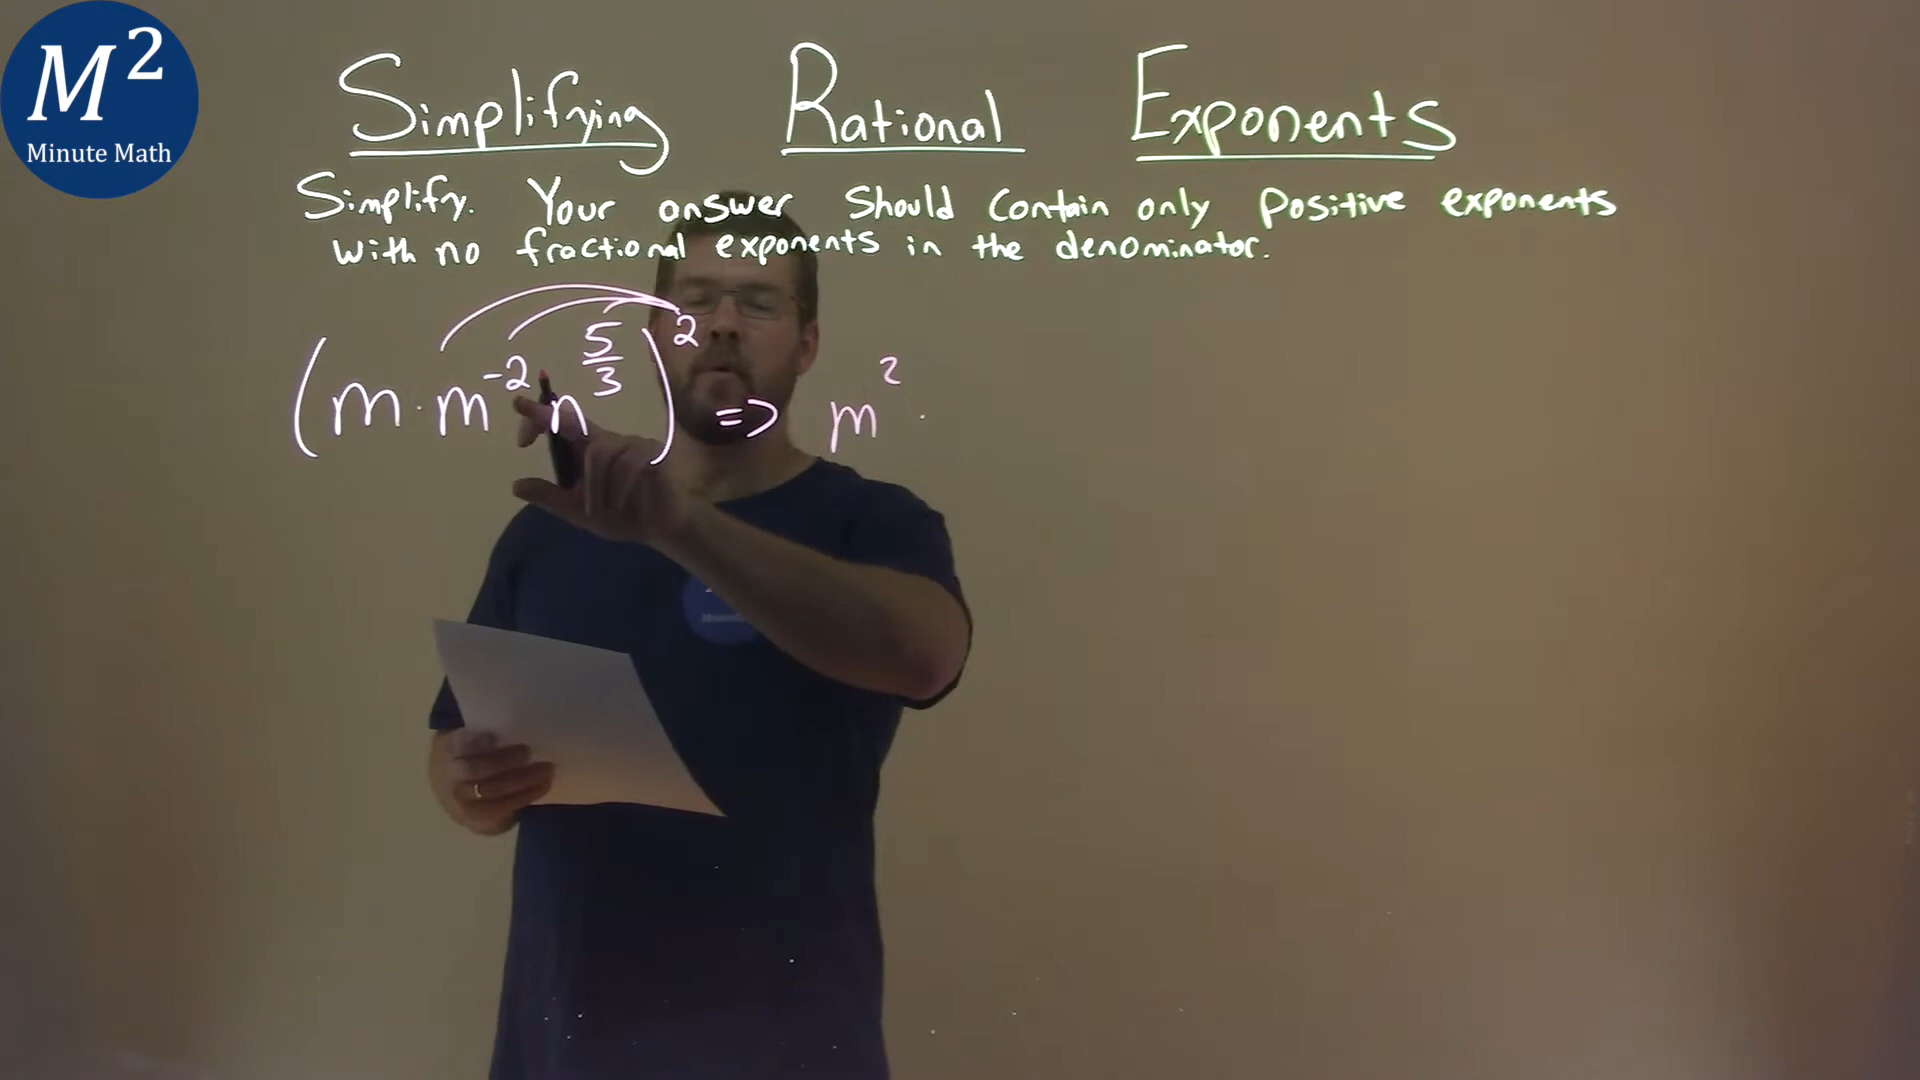 M²
Minute Math
Simplifying Rational Exponents
Simplify. Your answer should contain only positive exponents
with no fractional exponents in the denominator.
(m · m⁻² n^(5/3))² => m² ·